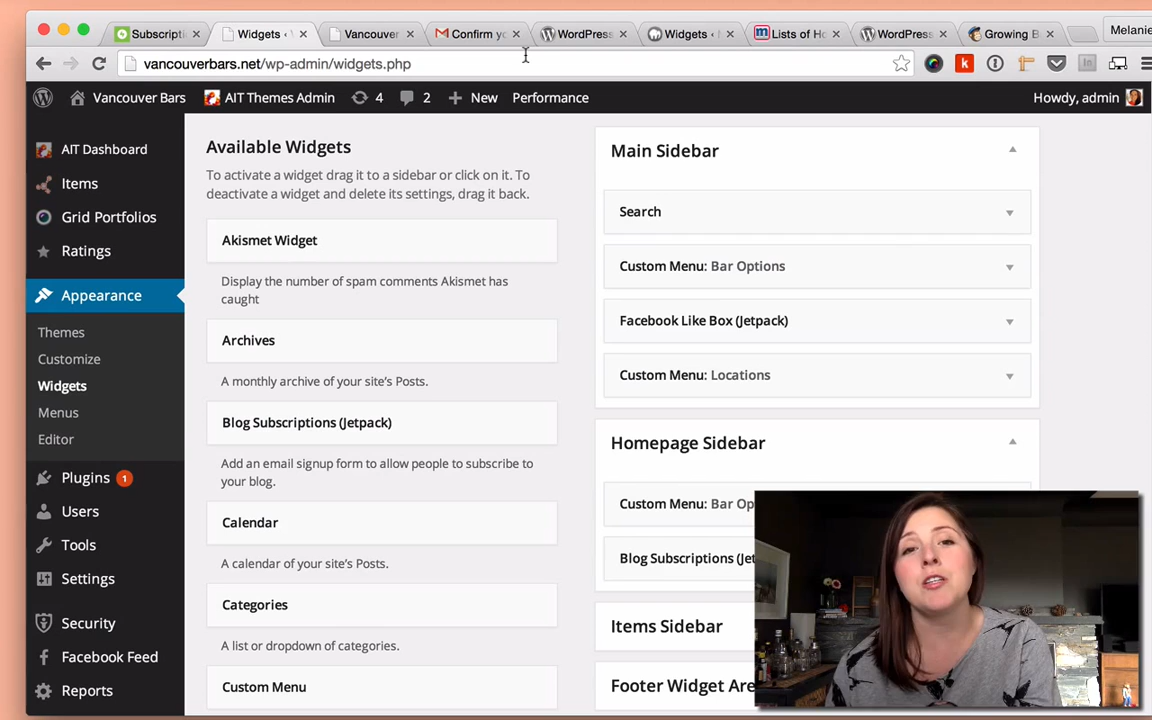 Subscripti
Widgets ‹
Vancouver
Confirm y
WordPress
Widgets ‹
Lists of Ho
WordPress
Growing B
Melanie
vancouverbars.net/wp-admin/widgets.php
Vancouver Bars
AIT Themes Admin
4
2
New
Performance
Howdy, admin
AIT Dashboard
Items
Grid Portfolios
Ratings
Appearance
Themes
Customize
Widgets
Menus
Editor
Plugins 1
Users
Tools
Settings
Security
Facebook Feed
Reports
Available Widgets
To activate a widget drag it to a sidebar or click on it. To
deactivate a widget and delete its settings, drag it back.
Akismet Widget
Display the number of spam comments Akismet has
caught
Archives
A monthly archive of your site's Posts.
Blog Subscriptions (Jetpack)
Add an email signup form to allow people to subscribe to
your blog.
Calendar
A calendar of your site's Posts.
Categories
A list or dropdown of categories.
Custom Menu
Main Sidebar
Search
Custom Menu: Bar Options
Facebook Like Box (Jetpack)
Custom Menu: Locations
Homepage Sidebar
Custom Menu: Bar Op
Blog Subscriptions (Jet
Items Sidebar
Footer Widget Are